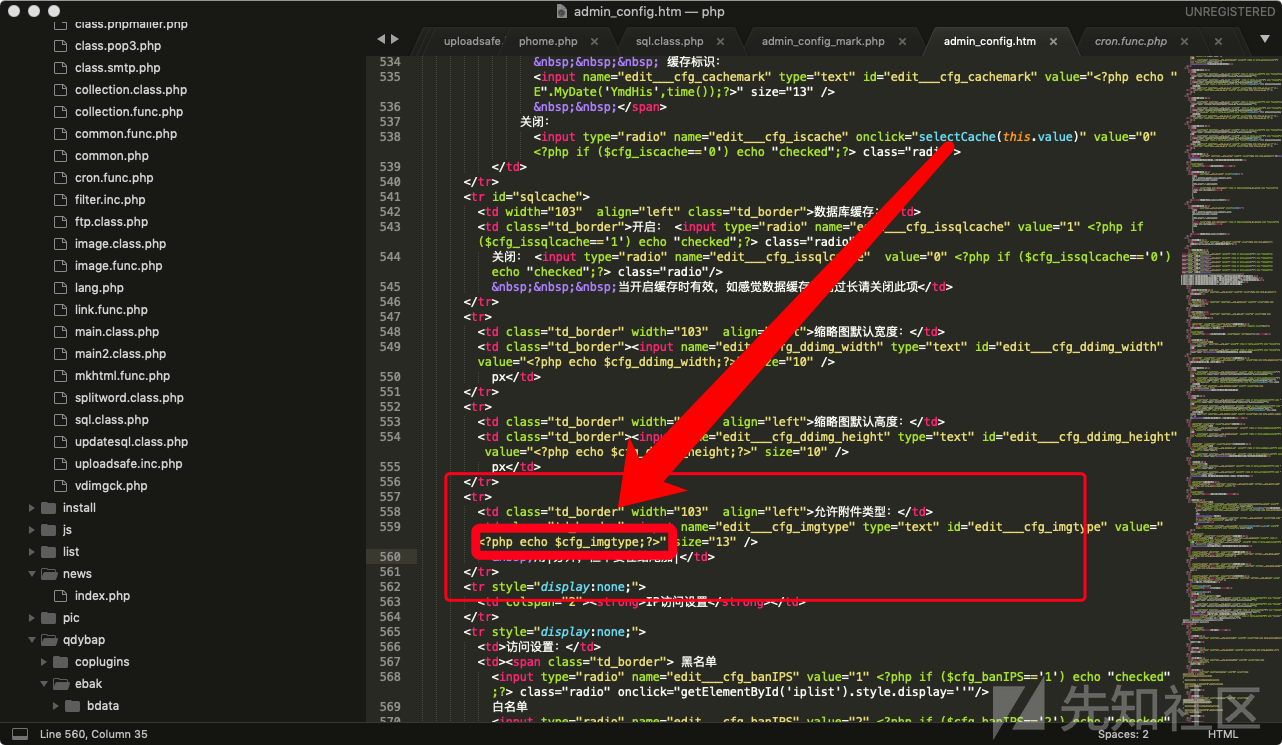 admin_config.htm — php
UNREGISTERED
class.phpmailer.php
class.pop3.php
class.smtp.php
collection.class.php
collection.func.php
common.func.php
common.php
cron.func.php
filter.inc.php
ftp.class.php
image.class.php
image.func.php
lang.php
link.func.php
main.class.php
main2.class.php
mkhtml.func.php
splitword.class.php
sql.class.php
updatesql.class.php
uploadsafe.inc.php
vdimgck.php
install
js
list
news
index.php
pic
qdybap
coplugins
ebak
bdata
uploadsafe
phome.php
sql.class.php
admin_config_mark.php
admin_config.htm
cron.func.php
534 &nbsp;&nbsp;&nbsp; 缓存标识：
535 <input name="edit___cfg_cachemark" type="text" id="edit___cfg_cachemark" value="<?php echo "
E".MyDate('YmdHis',time());?>" size="13" />
536 &nbsp;&nbsp;</span>
537 关闭：
538 <input type="radio" name="edit___cfg_iscache" onclick="selectCache(this.value)" value="0"
<?php if ($cfg_iscache=='0') echo "checked";?> class="rad >
539 </td>
540 </tr>
541 <tr id="sqlcache">
542 <td width="103"  align="left" class="td_border">数据库缓存： td>
543 <td class="td_border">开启： <input type="radio" name="e ___cfg_issqlcache" value="1" <?php if
($cfg_issqlcache=='1') echo "checked";?> class="radio"
544 关闭： <input type="radio" name="edit___cfg_issqlc e"  value="0" <?php if ($cfg_issqlcache=='0')
echo "checked";?> class="radio"/>
545 &nbsp;&nbsp;&nbsp;当开启缓存时有效，如感觉数据缓存 过长请关闭此项</td>
546 </tr>
547 <tr>
548 <td class="td_border" width="103"  align= left">缩略图默认宽度：</td>
549 <td class="td_border"><input name="edit cfg_ddimg_width" type="text" id="edit___cfg_ddimg_width"
value="<?php echo $cfg_ddimg_width;?> size="10" />
550 px</td>
551 </tr>
552 <tr>
553 <td class="td_border" width= align="left">缩略图默认高度：</td>
554 <td class="td_border"><inpu e="edit___cfg_ddimg_height" type="text" id="edit___cfg_ddimg_height"
value="<?php echo $c height;?>" size="10" />
555 px</td>
556 </tr>
557 <tr>
558 <td class="td_border" width="103"  align="left">允许附件类型：</td>
559 name="edit___cfg_imgtype" type="text" id="edit___cfg_imgtype" value="
<?php echo $cfg_imgtype;?>" size="13" />
560 </td>
561 </tr>
562 <tr style="display:none;">
563 <td colspan="2"><strong>IP访问设置</strong></td>
564 </tr>
565 <tr style="display:none;">
566 <td>访问设置：</td>
567 <td><span class="td_border"> 黑名单
568 <input type="radio" name="edit___cfg_banIPS" value="1" <?php if ($cfg_banIPS=='1') echo "checked"
;?> class="radio" onclick="getElementById('iplist').style.display=''"/>
569 白名单
570 <input type="radio" name="edit___cfg_banIPS" value="2" <?php if ($cfg_banIPS=='2') echo "checked"
先知社区
Line 560, Column 35
Spaces: 2
HTML